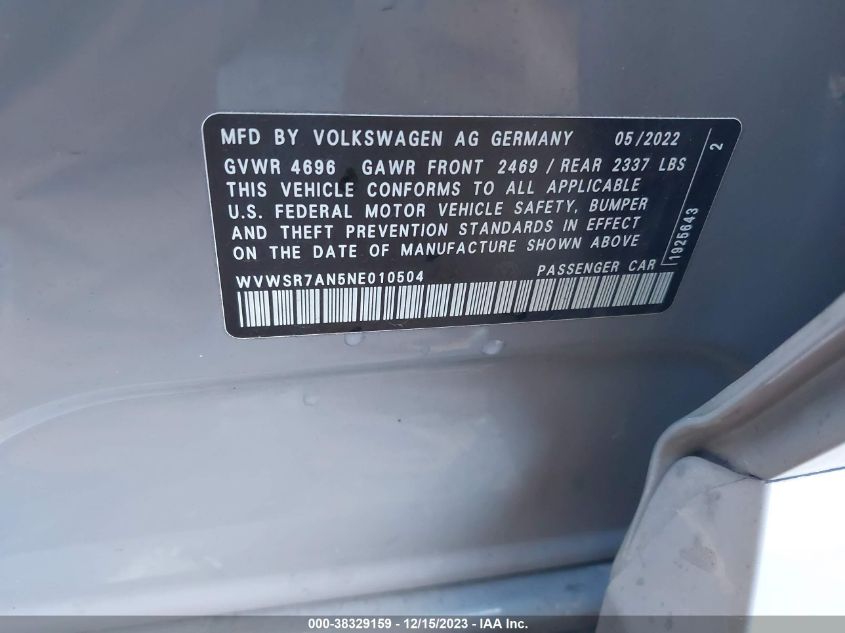 MFD BY VOLKSWAGEN AG GERMANY 05/2022
GVWR 4696 GAWR FRONT 2469 / REAR 2337 LBS
THIS VEHICLE CONFORMS TO ALL APPLICABLE
U.S. FEDERAL MOTOR VEHICLE SAFETY, BUMPER
AND THEFT PREVENTION STANDARDS IN EFFECT
ON THE DATE OF MANUFACTURE SHOWN ABOVE
WVWSR7AN5NE010504 PASSENGER CAR
1925643 2
000-38329159 - 12/15/2023 - IAA Inc.